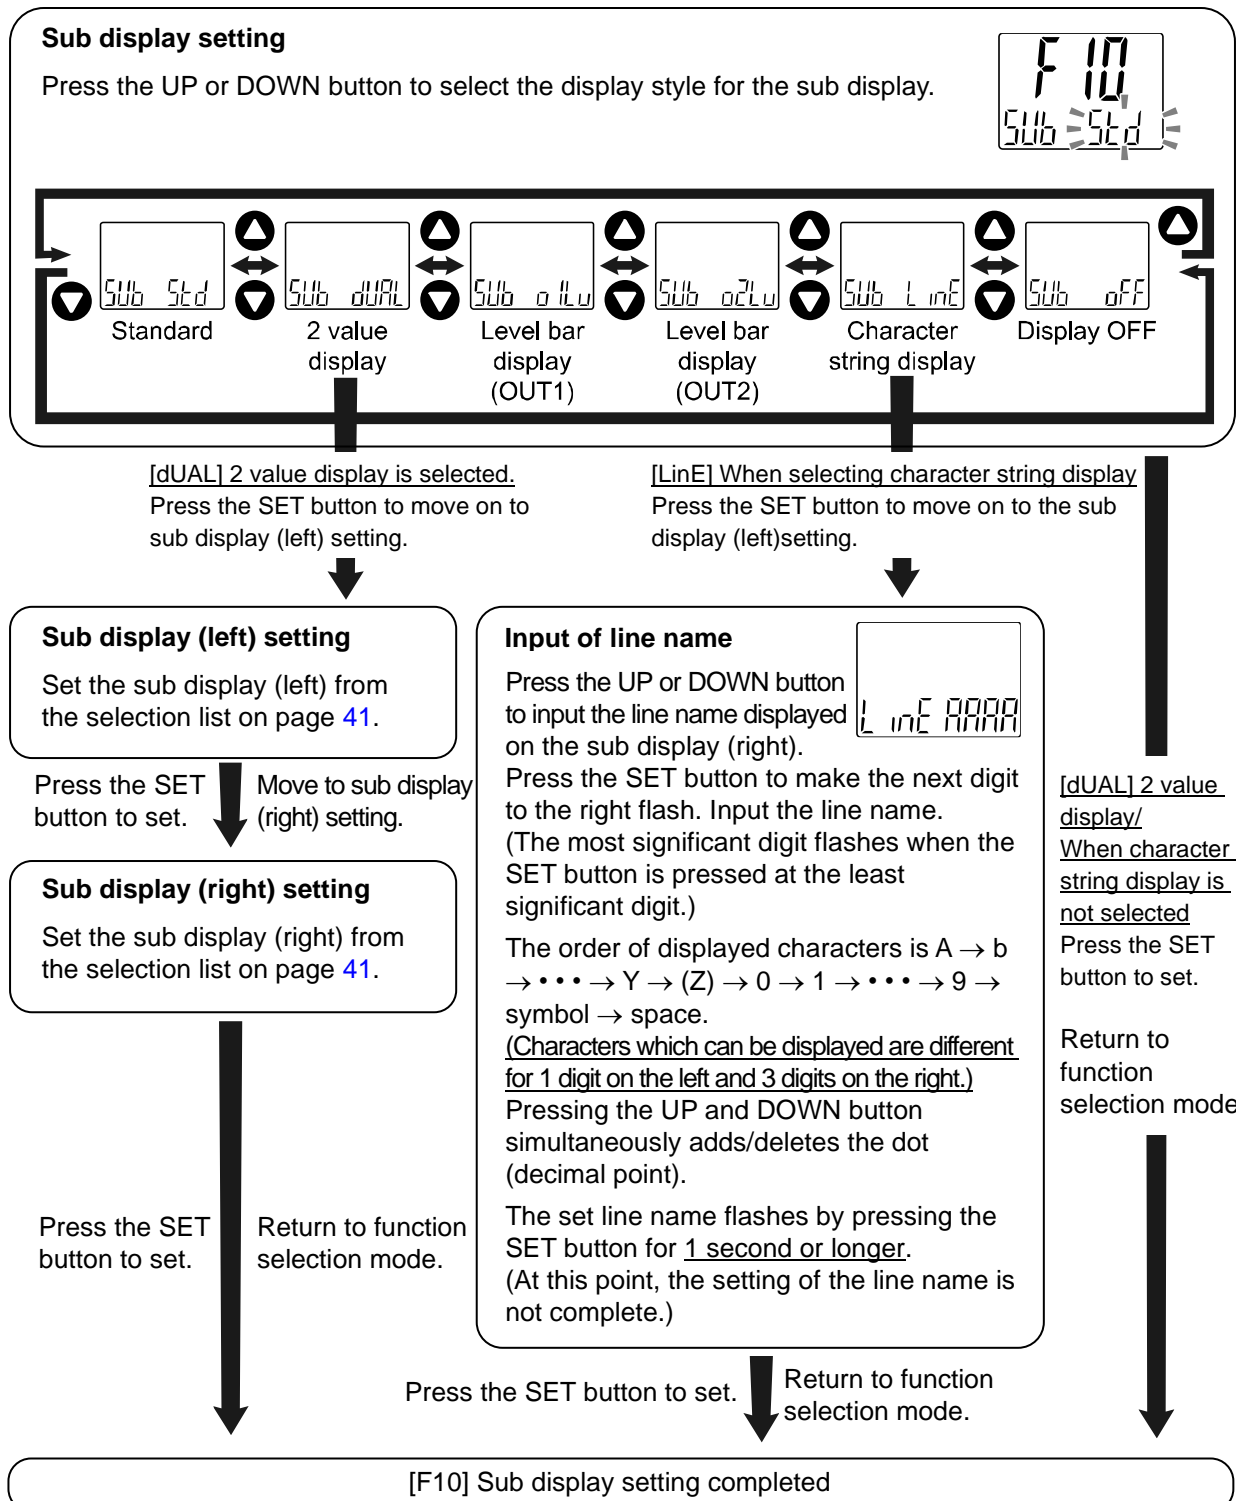 Sub display setting
Press the UP or DOWN button to select the display style for the sub display.
F 10
SUb Std
SUb Std
Standard
SUb dUAL
2 value
display
SUb o1Lv
Level bar
display
(OUT1)
SUb o2Lv
Level bar
display
(OUT2)
SUb LinE
Character
string display
SUb oFF
Display OFF
[dUAL] 2 value display is selected.
Press the SET button to move on to
sub display (left) setting.
[LinE] When selecting character string display
Press the SET button to move on to the sub
display (left)setting.
Sub display (left) setting
Set the sub display (left) from
the selection list on page 41.
Press the SET
button to set.
Move to sub display
(right) setting.
Sub display (right) setting
Set the sub display (right) from
the selection list on page 41.
Press the SET
button to set.
Return to function
selection mode.
Input of line name
LinE AAAA
Press the UP or DOWN button
to input the line name displayed
on the sub display (right).
Press the SET button to make the next digit
to the right flash. Input the line name.
(The most significant digit flashes when the
SET button is pressed at the least
significant digit.)
The order of displayed characters is A → b
→ • • • → Y → (Z) → 0 → 1 → • • • → 9 →
symbol → space.
(Characters which can be displayed are different
for 1 digit on the left and 3 digits on the right.)
Pressing the UP and DOWN button
simultaneously adds/deletes the dot
(decimal point).
The set line name flashes by pressing the
SET button for 1 second or longer.
(At this point, the setting of the line name is
not complete.)
Press the SET button to set.
Return to function
selection mode.
[dUAL] 2 value
display/
When character
string display is
not selected
Press the SET
button to set.
Return to
function
selection mode
[F10] Sub display setting completed